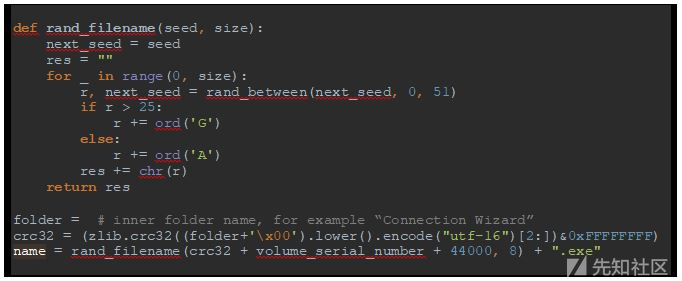 def rand_filename(seed, size):
    next_seed = seed
    res = ""
    for _ in range(0, size):
        r, next_seed = rand_between(next_seed, 0, 51)
        if r > 25:
            r += ord('G')
        else:
            r += ord('A')
        res += chr(r)
    return res

folder =  # inner folder name, for example “Connection Wizard”
crc32 = (zlib.crc32((folder+'\x00').lower().encode("utf-16")[2:])&0xFFFFFFFF)
name = rand_filename(crc32 + volume_serial_number + 44000, 8) + ".exe"
先知社区